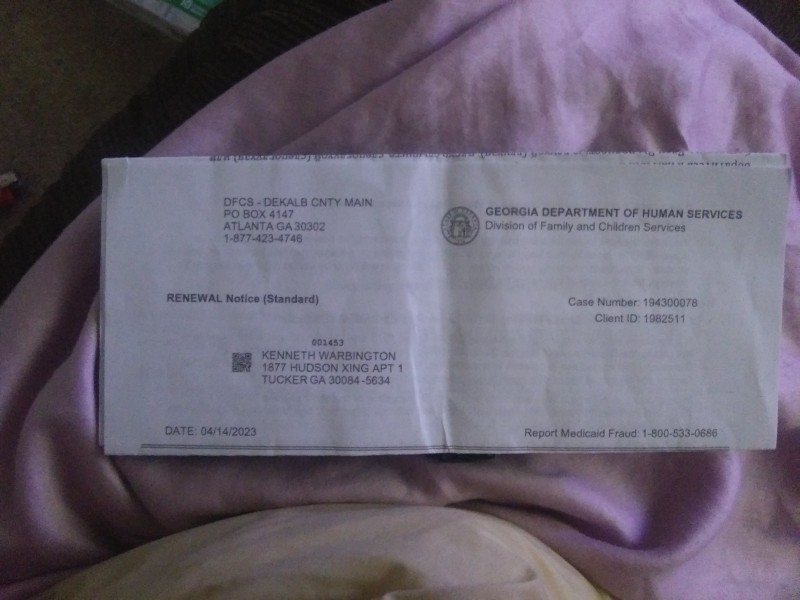 DFCS - DEKALB CNTY MAIN
PO BOX 4147
ATLANTA GA 30302
1-877-423-4746
GEORGIA DEPARTMENT OF HUMAN SERVICES
Division of Family and Children Services
RENEWAL Notice (Standard)
Case Number: 194300078
Client ID: 1982511
001453
KENNETH WARBINGTON
1877 HUDSON XING APT 1
TUCKER GA 30084-5634
DATE: 04/14/2023
Report Medicaid Fraud: 1-800-533-0686